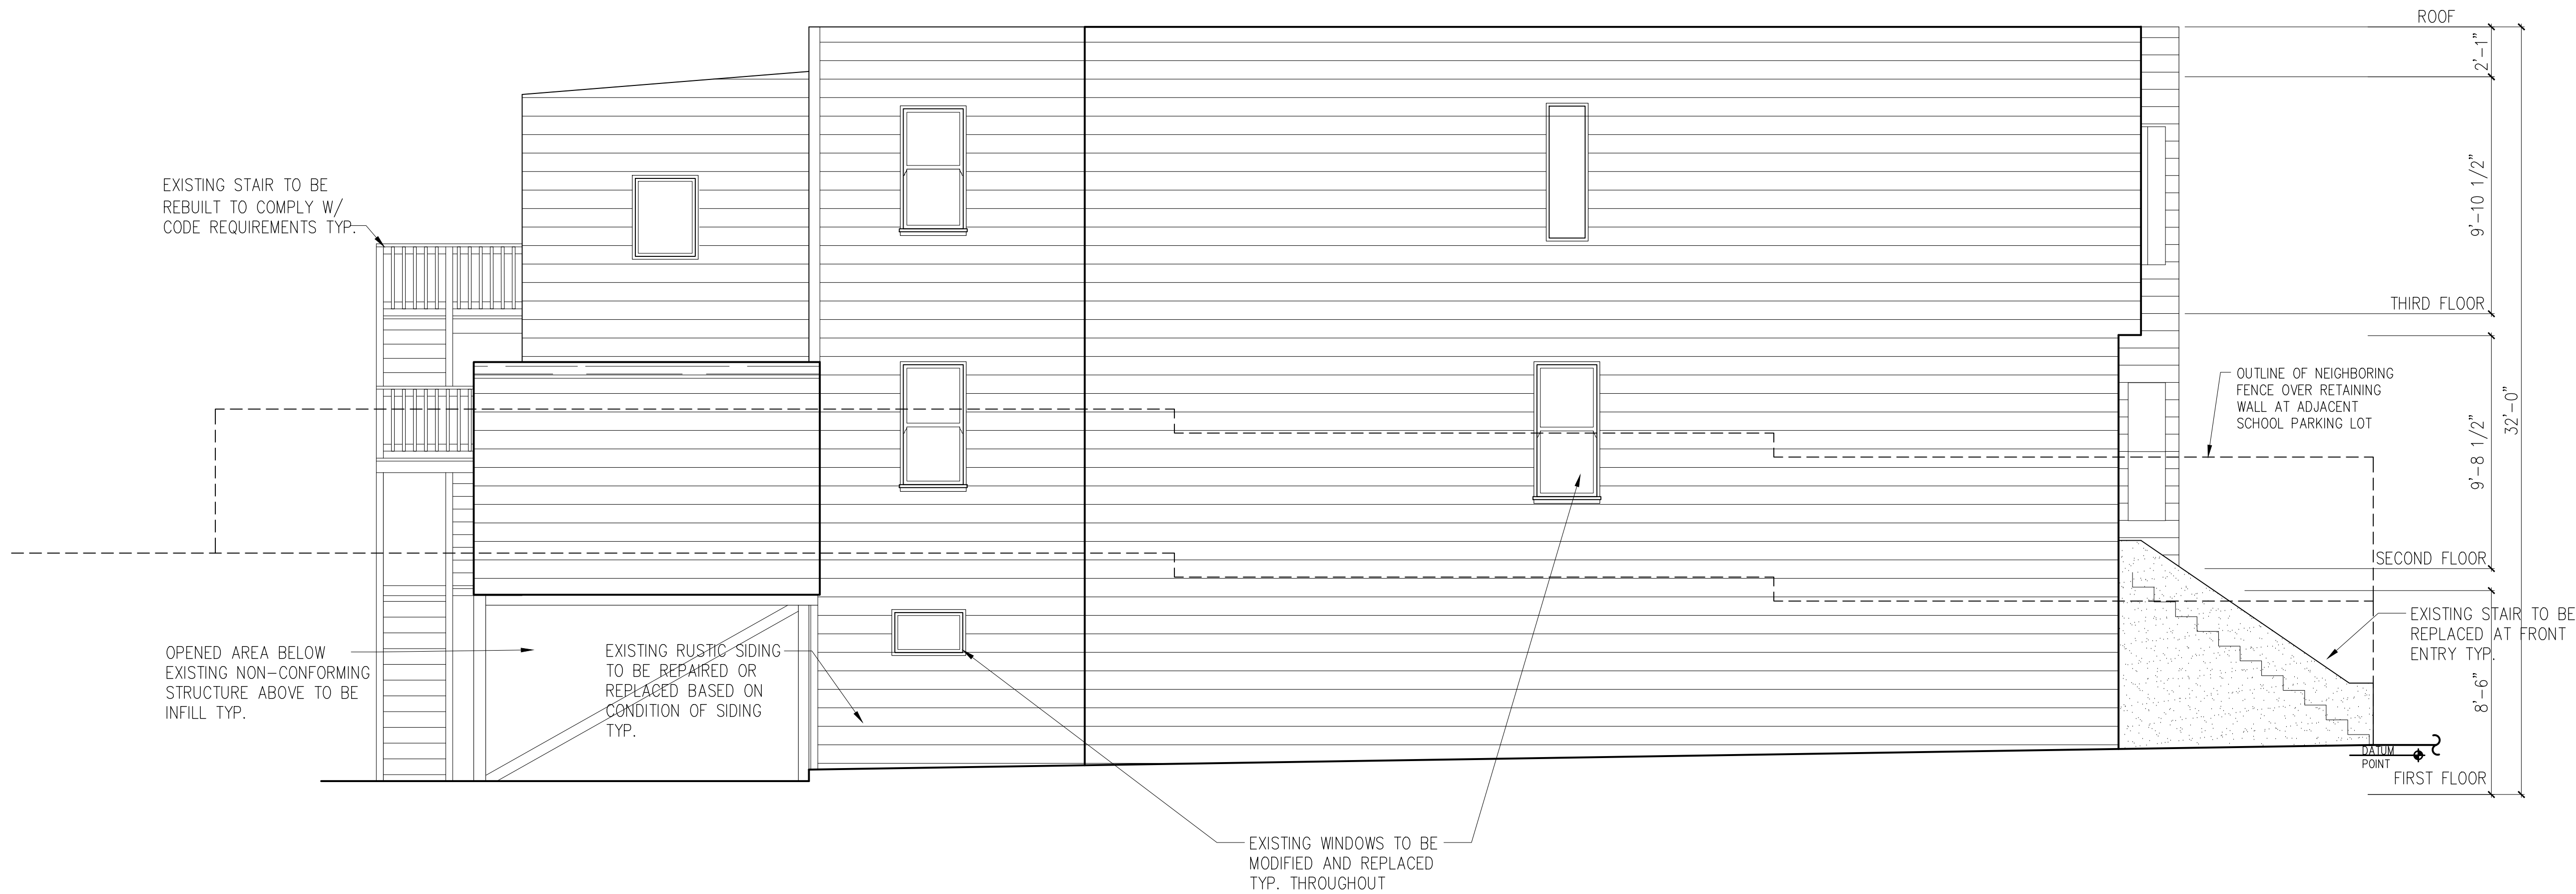 ROOF
2'-1"
9'-10 1/2"
THIRD FLOOR
EXISTING STAIR TO BE
REBUILT TO COMPLY W/
CODE REQUIREMENTS TYP.
OUTLINE OF NEIGHBORING
FENCE OVER RETAINING
WALL AT ADJACENT
SCHOOL PARKING LOT
32'-0"
9'-8 1/2"
SECOND FLOOR
EXISTING STAIR TO BE
REPLACED AT FRONT
ENTRY TYP.
8'-6"
OPENED AREA BELOW
EXISTING NON-CONFORMING
STRUCTURE ABOVE TO BE
INFILL TYP.
EXISTING RUSTIC SIDING
TO BE REPAIRED OR
REPLACED BASED ON
CONDITION OF SIDING
TYP.
DATUM
POINT
FIRST FLOOR
EXISTING WINDOWS TO BE
MODIFIED AND REPLACED
TYP. THROUGHOUT